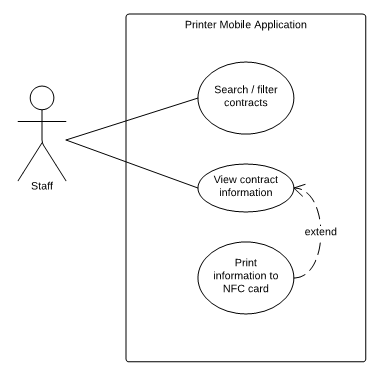 Printer Mobile Application
Search / filter
contracts
Staff
View contract
information
extend
Print
information to
NFC card